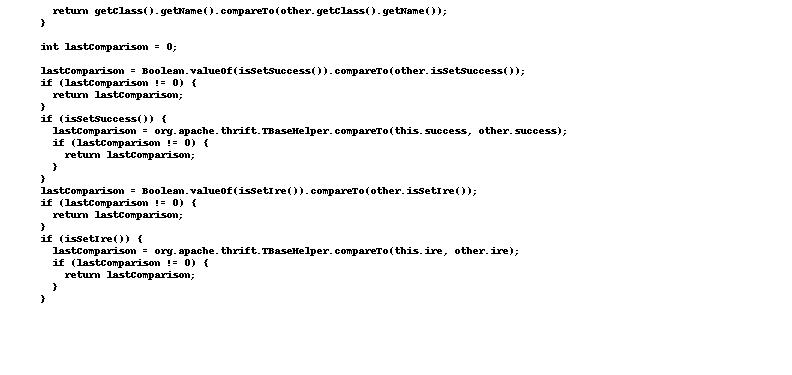 return getClass().getName().compareTo(other.getClass().getName());
}
int lastComparison = 0;
lastComparison = Boolean.valueOf(isSetSuccess()).compareTo(other.isSetSuccess());
if (lastComparison != 0) {
return lastComparison;
}
if (isSetSuccess()) {
lastComparison = org.apache.thrift.TBaseHelper.compareTo(this.success, other.success);
if (lastComparison != 0) {
return lastComparison;
}
}
lastComparison = Boolean.valueOf(isSetIre()).compareTo(other.isSetIre());
if (lastComparison != 0) {
return lastComparison;
}
if (isSetIre()) {
lastComparison = org.apache.thrift.TBaseHelper.compareTo(this.ire, other.ire);
if (lastComparison != 0) {
return lastComparison;
}
}